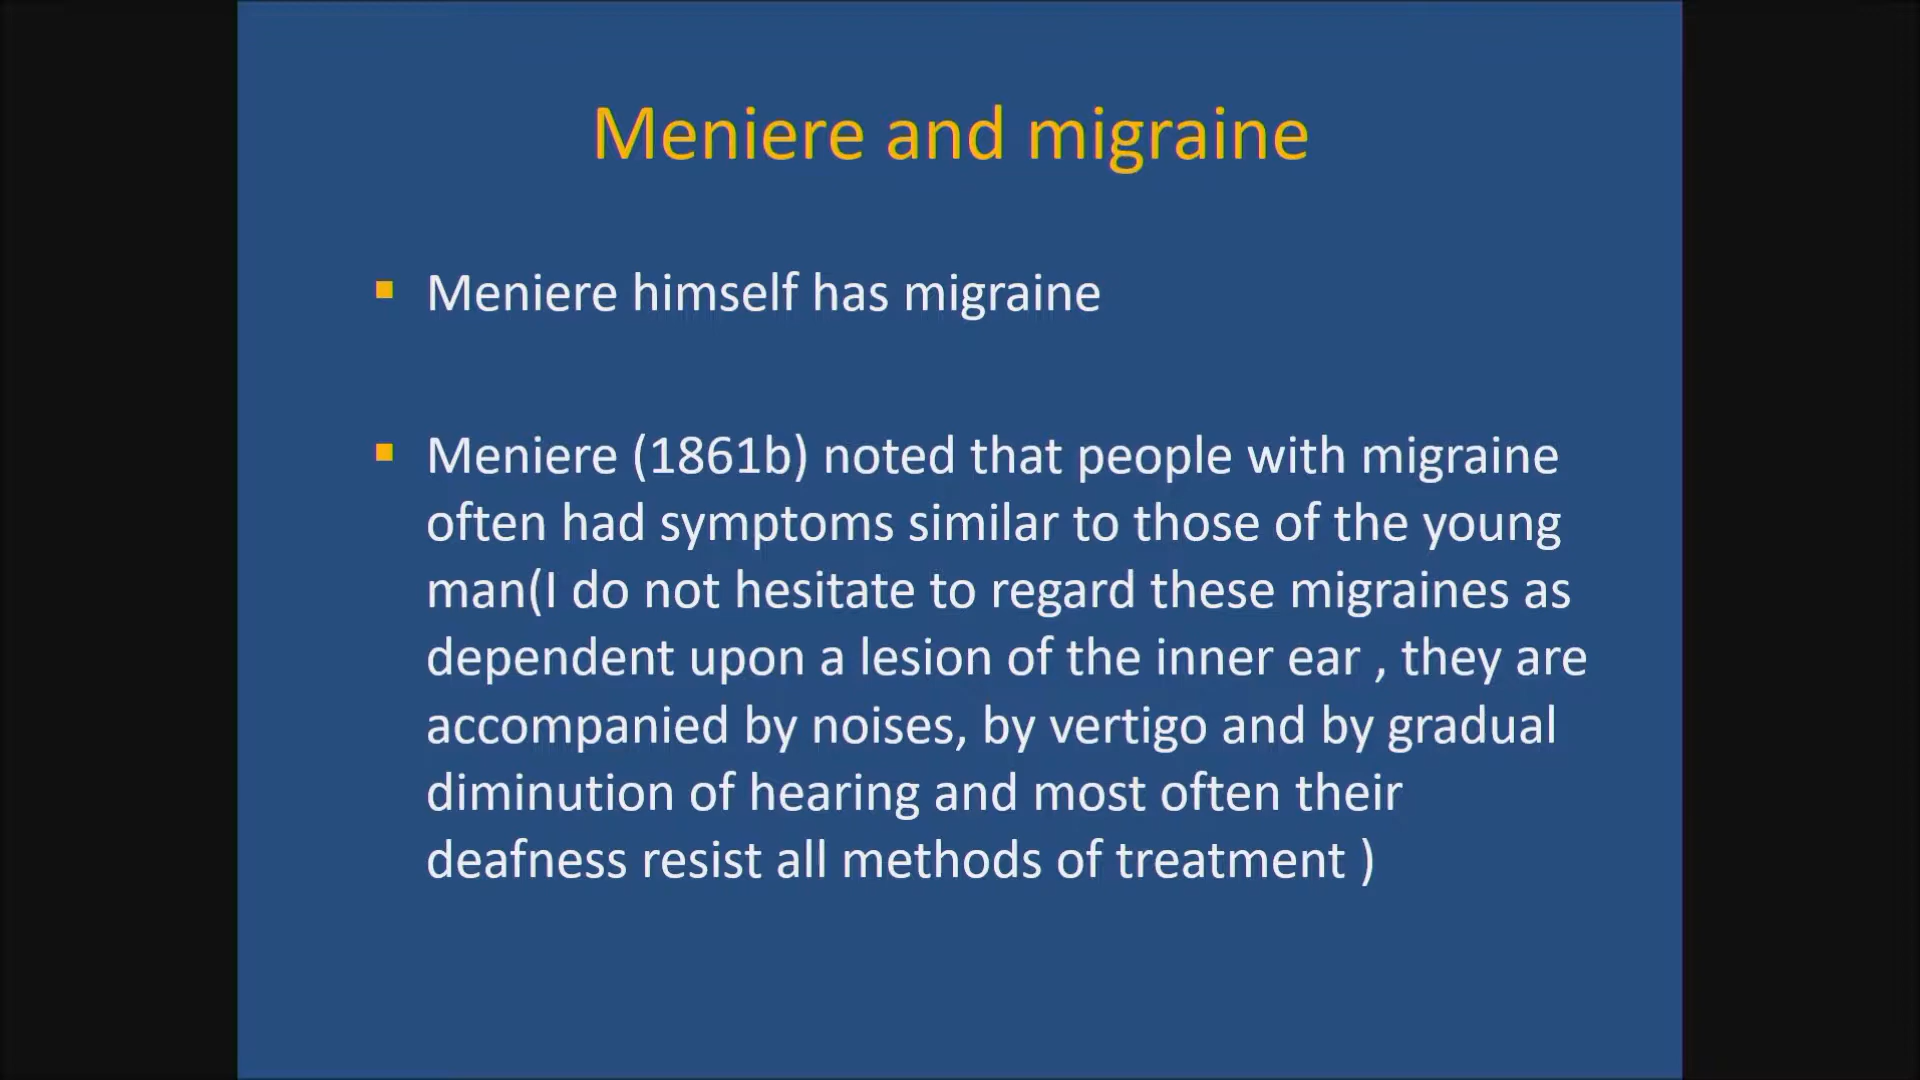 Meniere and migraine
Meniere himself has migraine
Meniere (1861b) noted that people with migraine
often had symptoms similar to those of the young
man(I do not hesitate to regard these migraines as
dependent upon a lesion of the inner ear , they are
accompanied by noises, by vertigo and by gradual
diminution of hearing and most often their
deafness resist all methods of treatment )